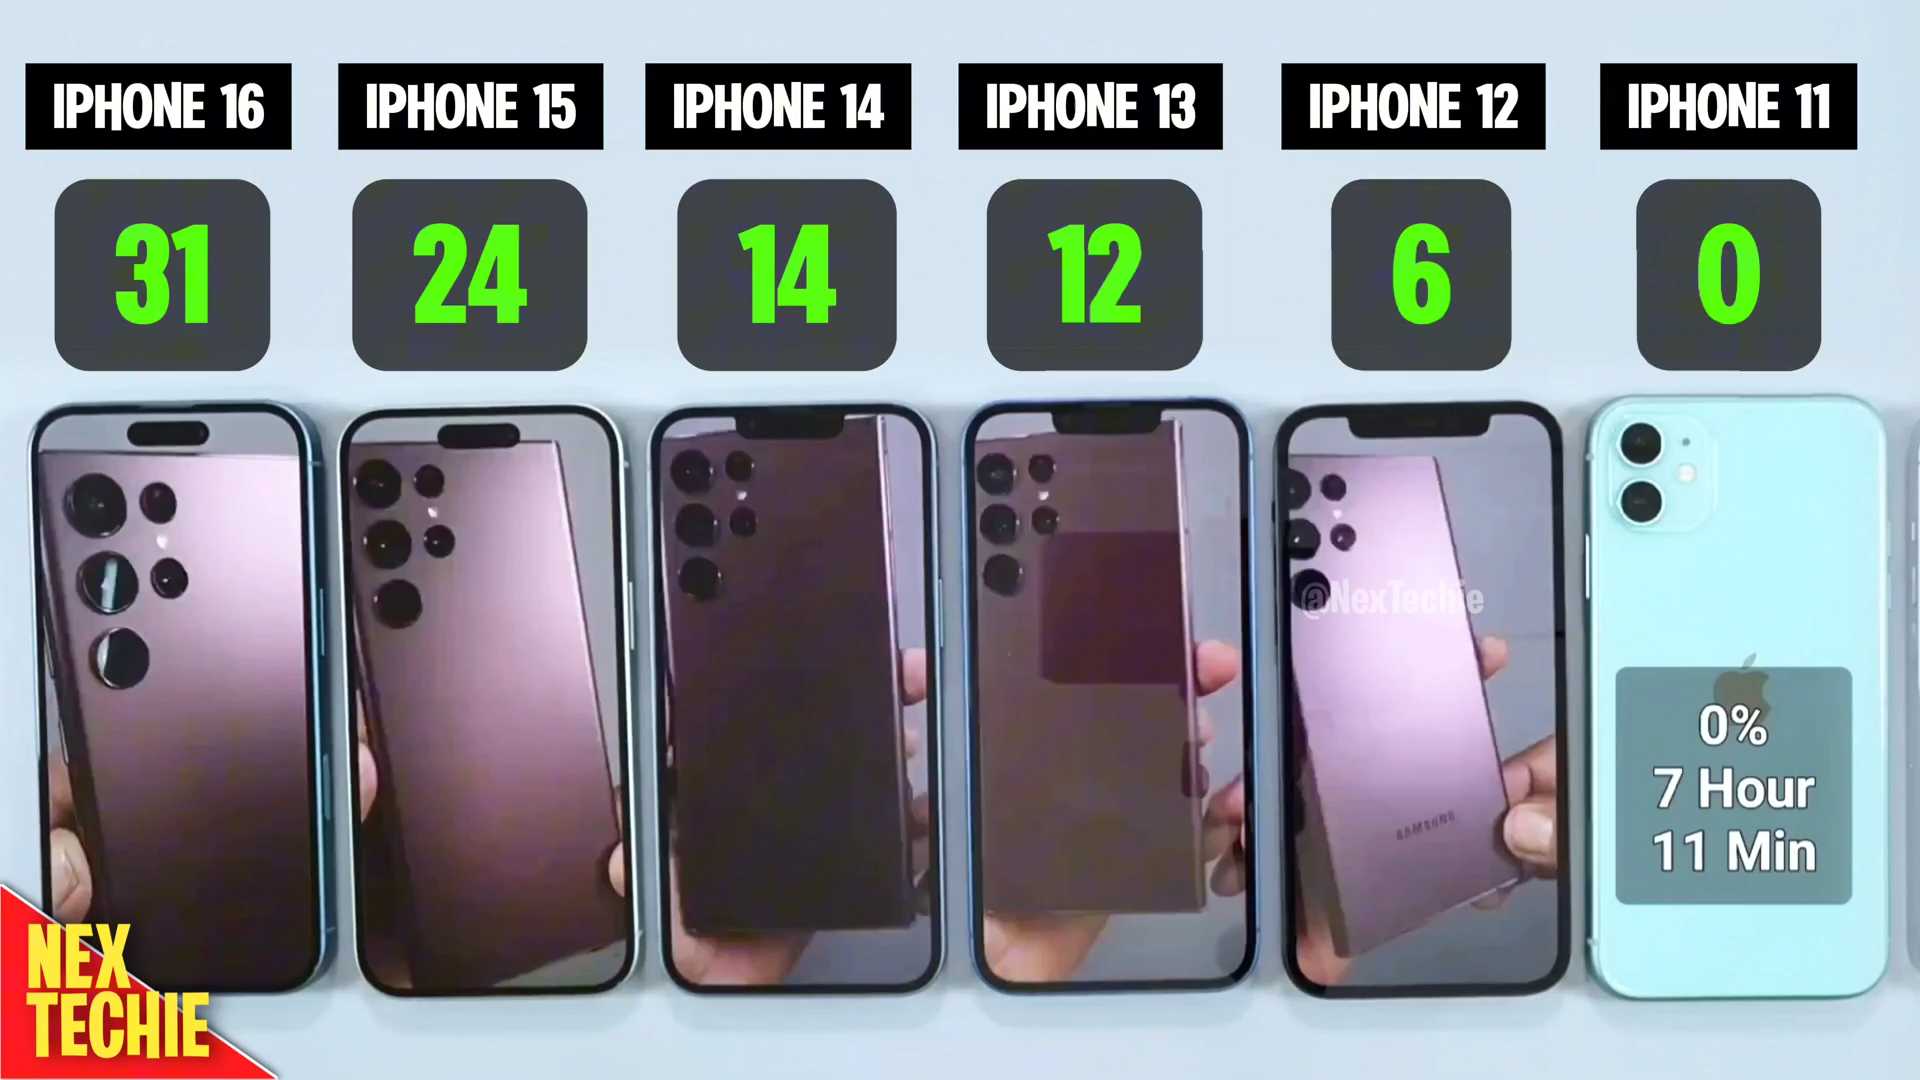 IPHONE 16
IPHONE 15
IPHONE 14
IPHONE 13
IPHONE 12
IPHONE 11
31
24
14
12
6
0
@NexTechie
SAMSUNG
0%
7 Hour
11 Min
NEX
TECHIE